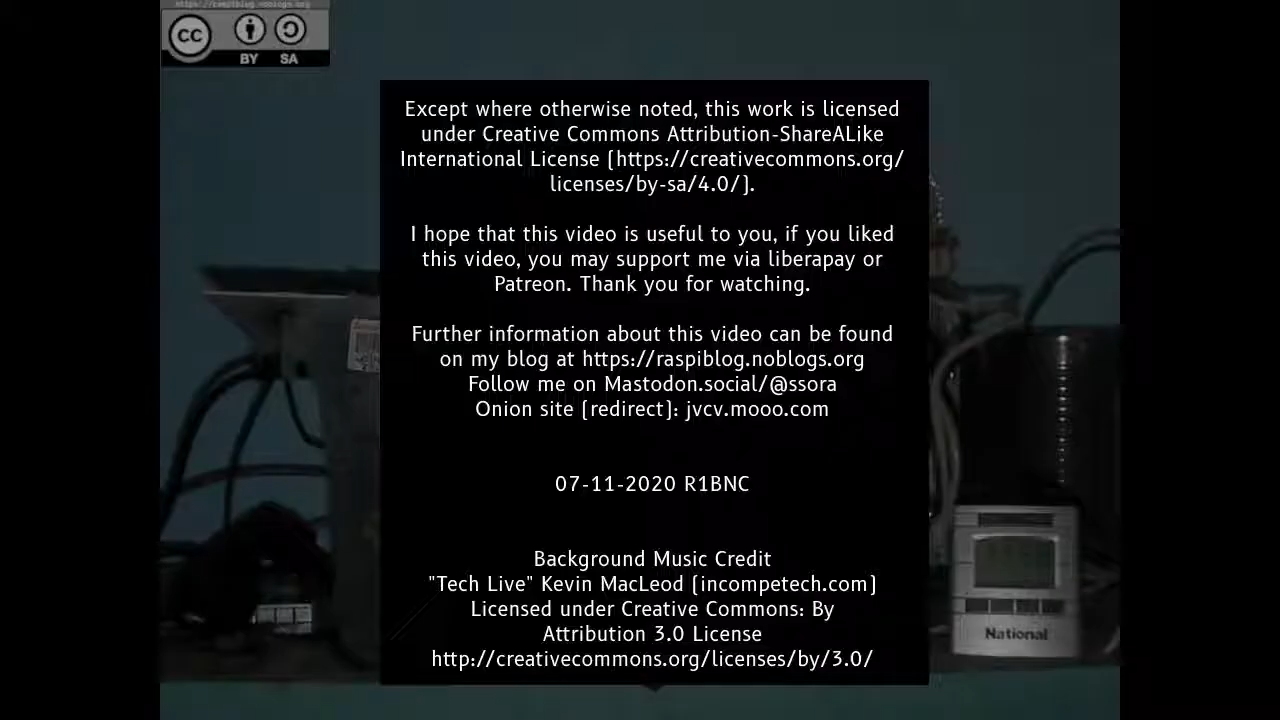 https://raspiblog.noblogs.org
CC
BY SA
Except where otherwise noted, this work is licensed
under Creative Commons Attribution-ShareALike
International License [https://creativecommons.org/
licenses/by-sa/4.0/].
I hope that this video is useful to you, if you liked
this video, you may support me via liberapay or
Patreon. Thank you for watching.
Further information about this video can be found
on my blog at https://raspiblog.noblogs.org
Follow me on Mastodon.social/@ssora
Onion site [redirect]: jvcv.mooo.com
07-11-2020 R1BNC
Background Music Credit
"Tech Live" Kevin MacLeod [incompetech.com]
Licensed under Creative Commons: By
Attribution 3.0 License
http://creativecommons.org/licenses/by/3.0/
National